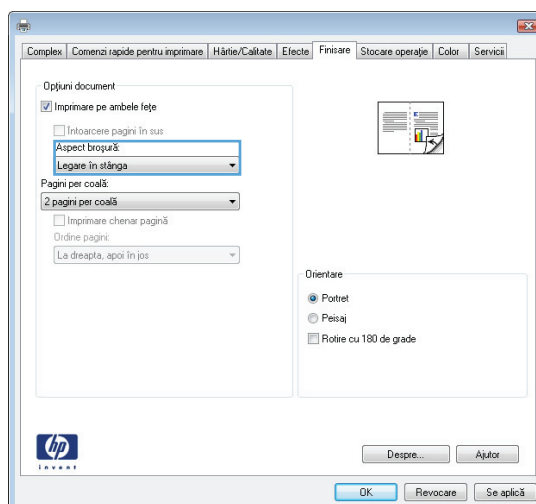 Complex
Comenzi rapide pentru imprimare
Hârtie/Calitate
Efecte
Finisare
Stocare operaţie
Color
Servicii
Opţiuni document
Imprimare pe ambele feţe
Întoarcere pagini în sus
Aspect broşură:
Legare în stânga
Pagini per coală:
2 pagini per coală
Imprimare chenar pagină
Ordine pagini:
La dreapta, apoi în jos
Orientare
Portret
Peisaj
Rotire cu 180 de grade
hp
invent
Despre...
Ajutor
OK
Revocare
Se aplică